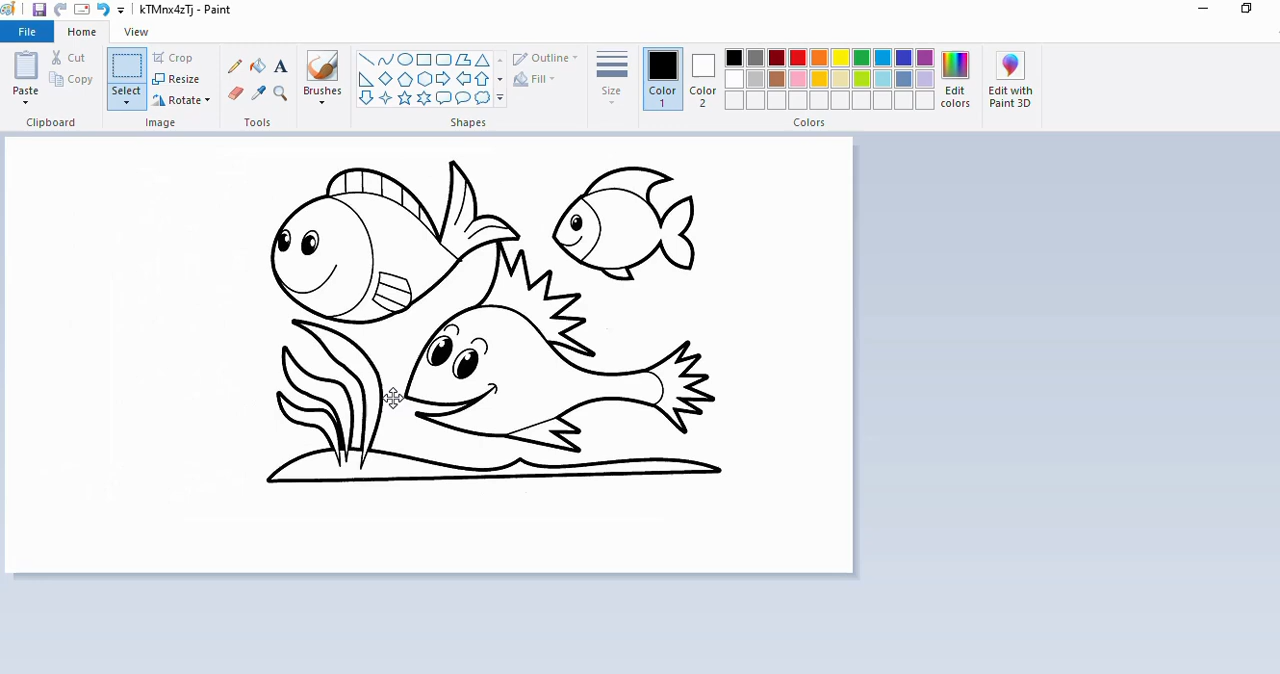 kTMnx4zTj - Paint
File Home View
Paste
Cut
Copy
Clipboard
Select
Crop
Resize
Rotate
Image
A
Tools
Brushes
Outline
Fill
Shapes
Size
Color 1
Color 2
Edit colors
Colors
Edit with Paint 3D